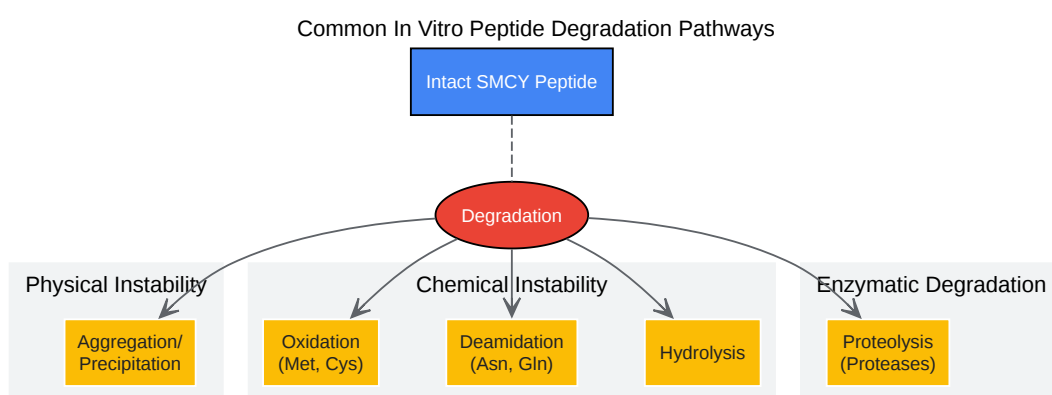 Common In Vitro Peptide Degradation Pathways
Intact SMCY Peptide
Degradation
Physical Instability
Chemical Instability
Enzymatic Degradation
Aggregation/
Precipitation
Oxidation
(Met, Cys)
Deamidation
(Asn, Gln)
Hydrolysis
Proteolysis
(Proteases)